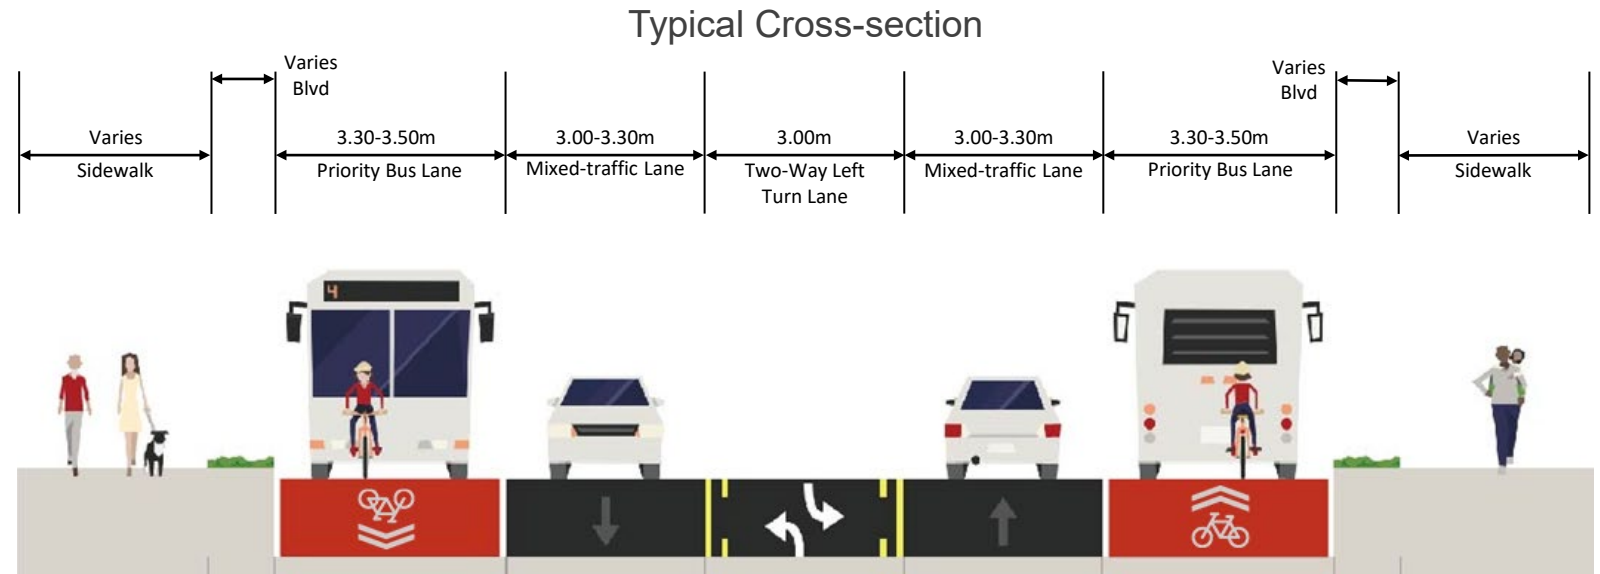 Typical Cross-section
Varies
Blvd
Varies
Blvd
Varies
Sidewalk
3.30-3.50m
Priority Bus Lane
3.00-3.30m
Mixed-traffic Lane
3.00m
Two-Way Left
Turn Lane
3.00-3.30m
Mixed-traffic Lane
3.30-3.50m
Priority Bus Lane
Varies
Sidewalk
4